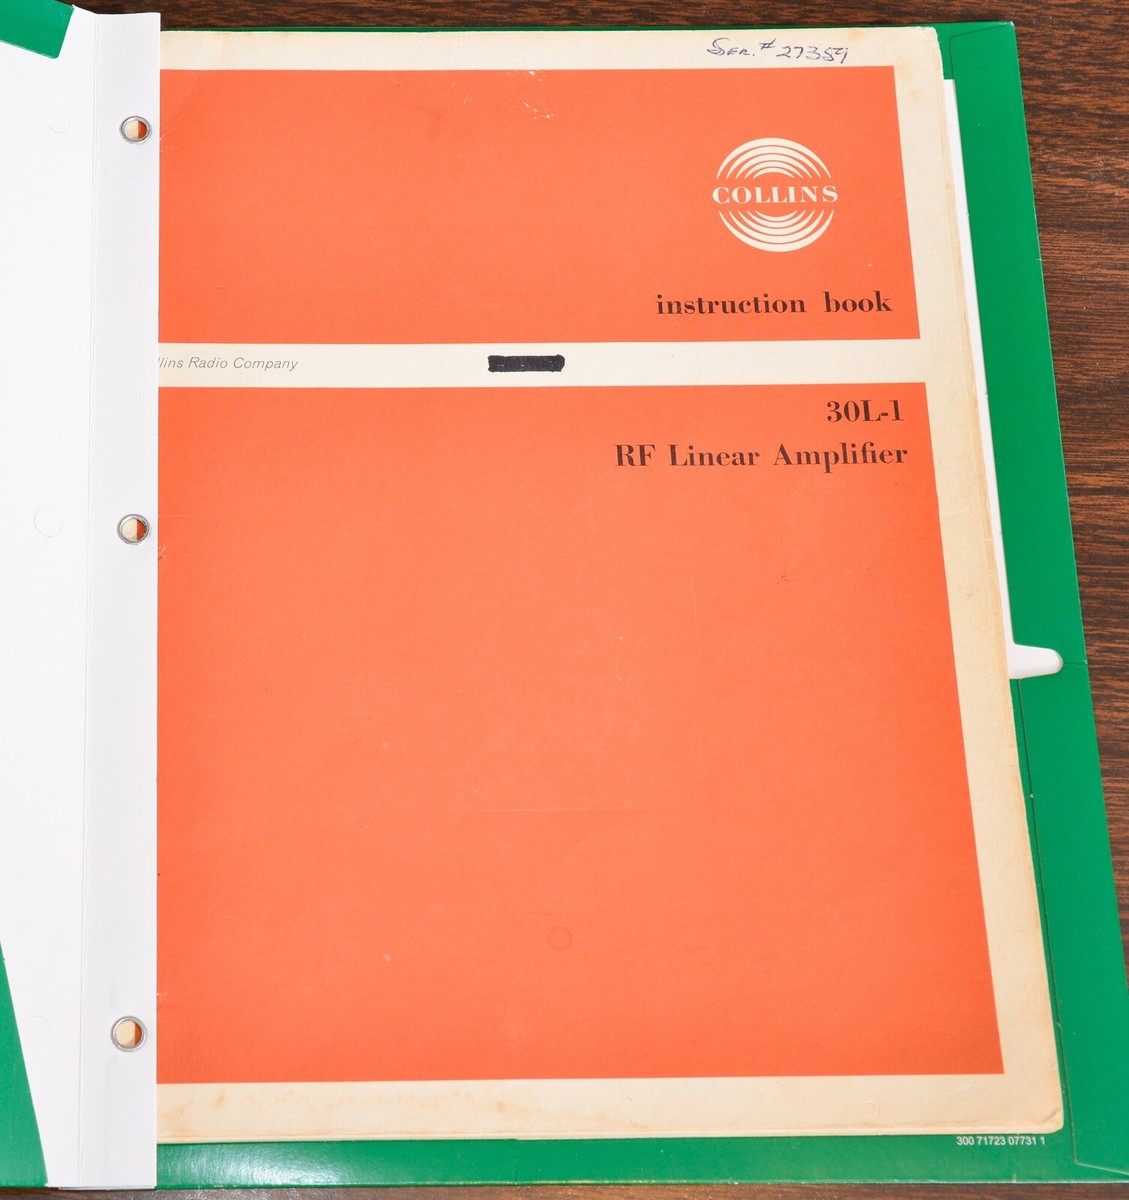 Ser. # 27359
COLLINS
instruction book
llins Radio Company
30L-1
RF Linear Amplifier
300 71723 07731 1